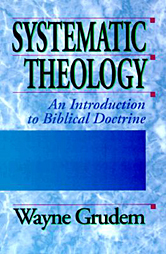 SYSTEMATIC
THEOLOGY
An Introduction
to Biblical Doctrine
Wayne Grudem